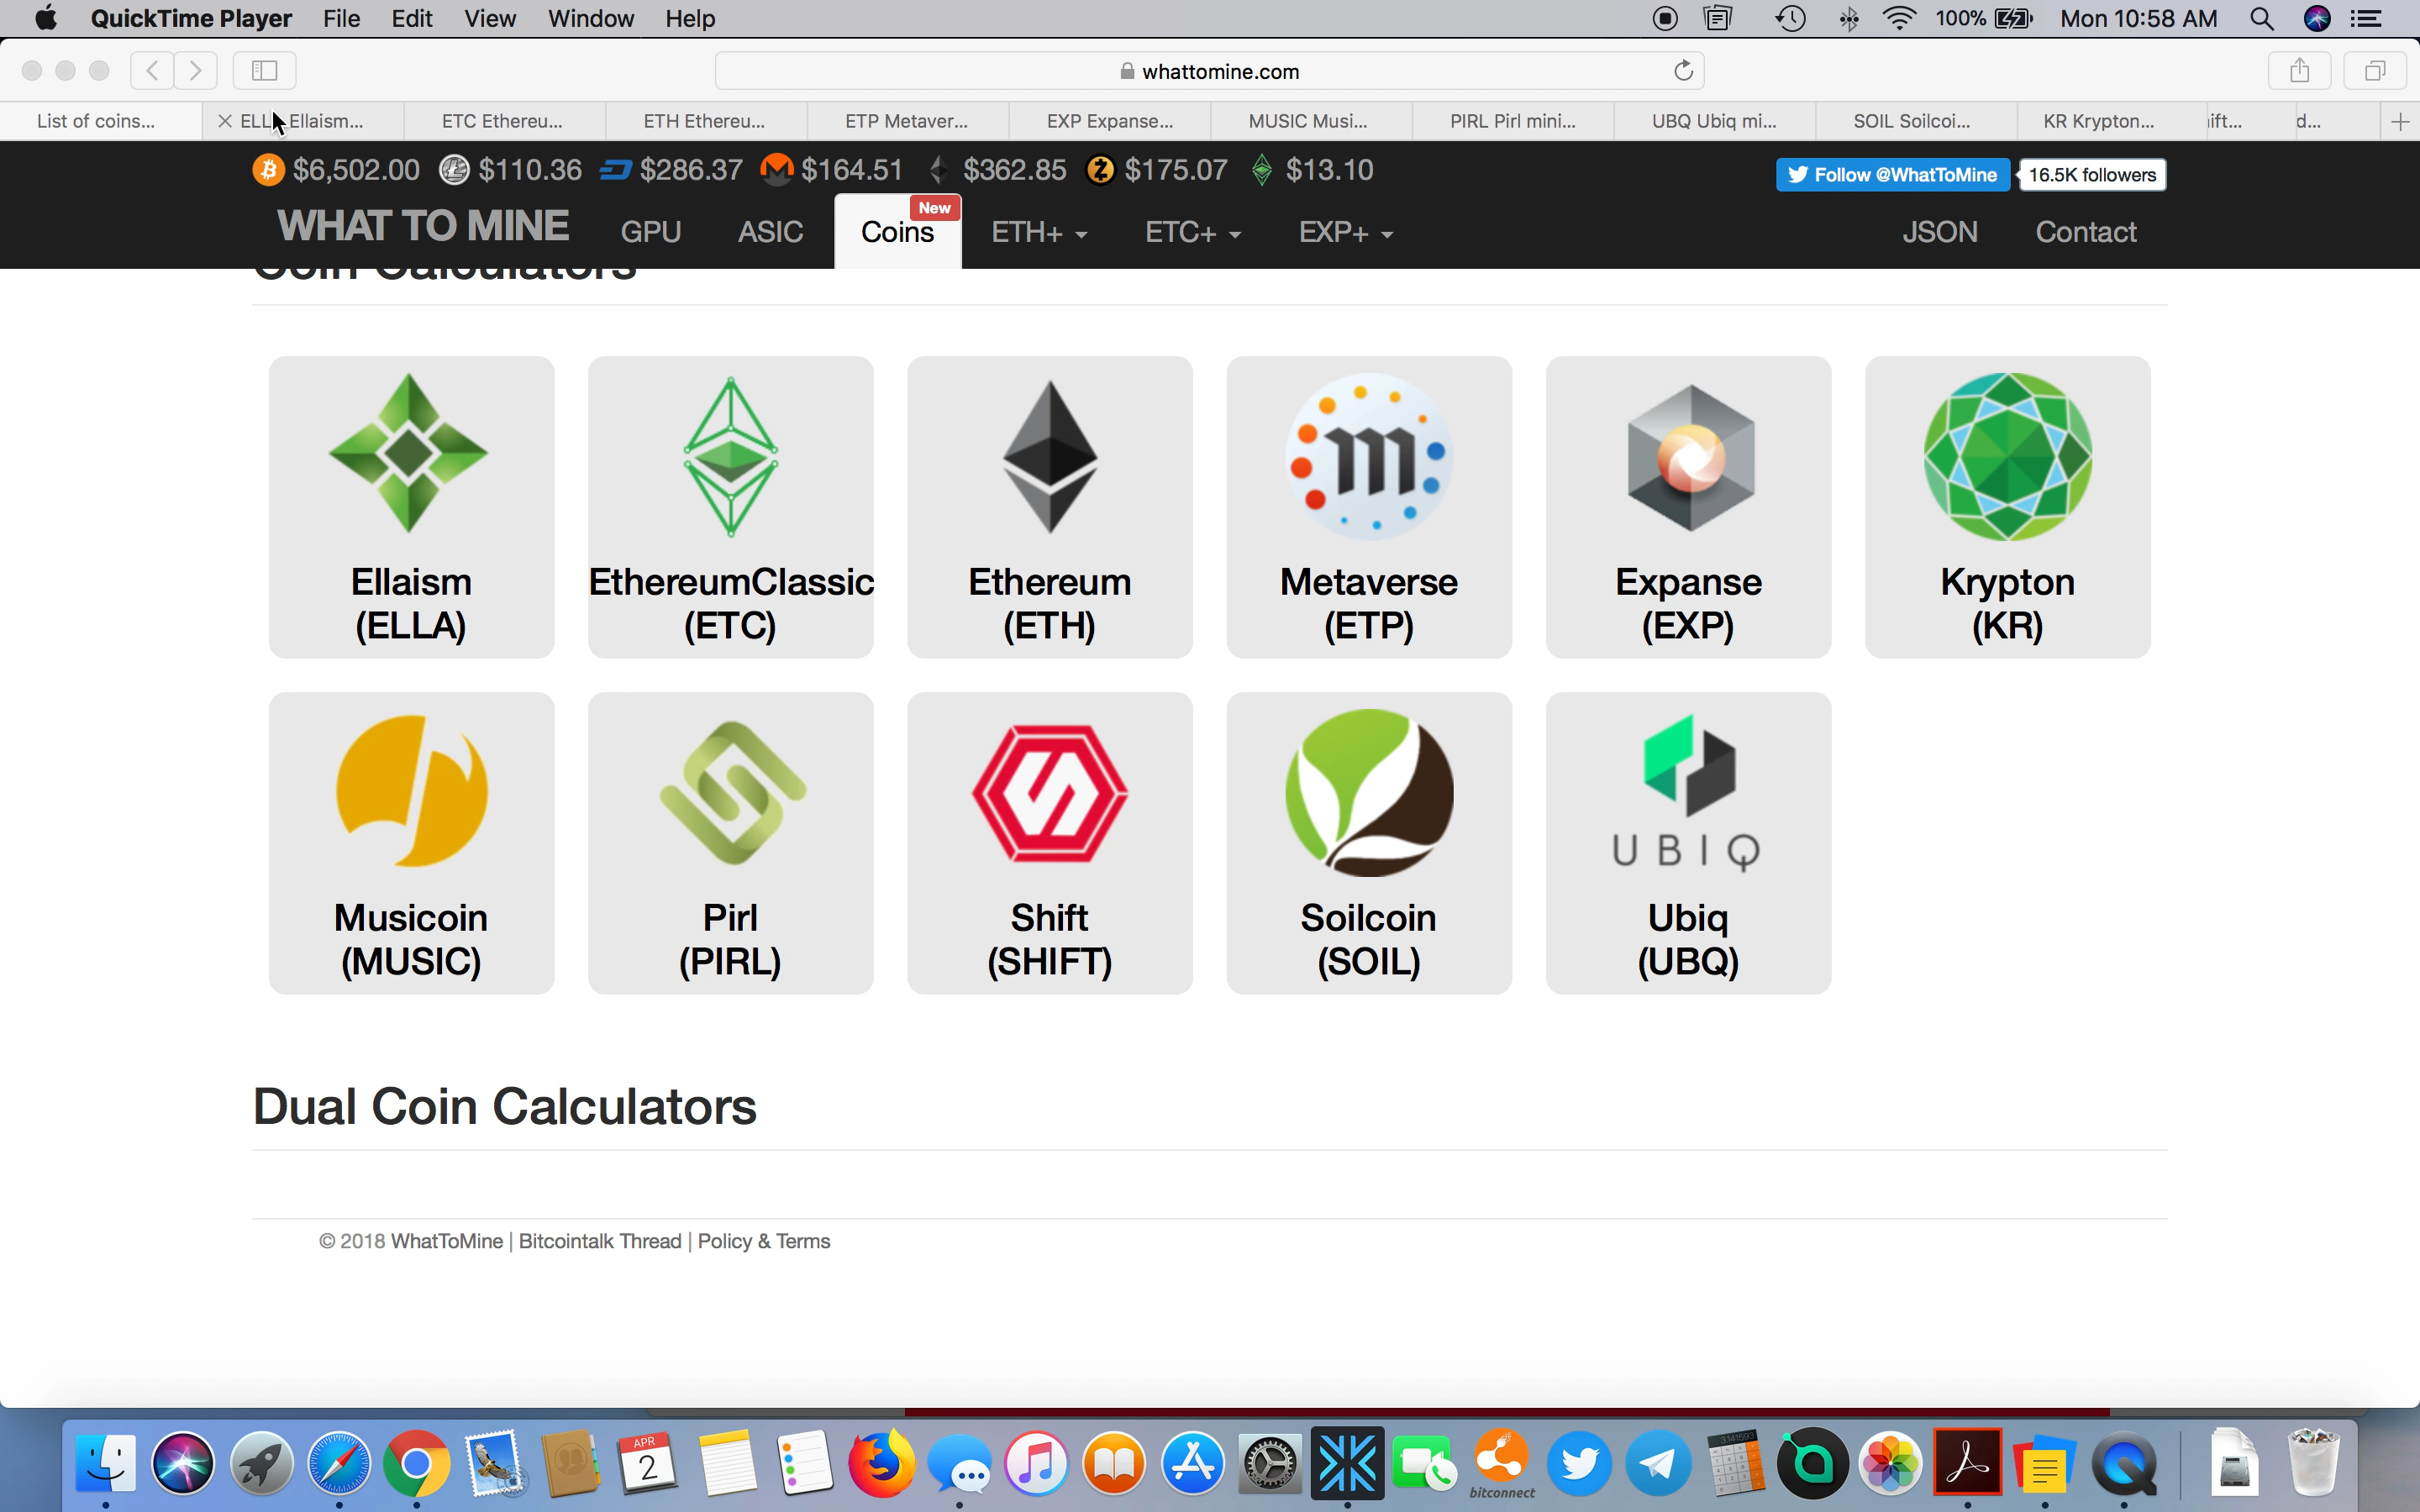 QuickTime Player File Edit View Window Help 100% Mon 10:58 AM
whattomine.com
List of coins... ELL Ellaism... ETC Ethereu... ETH Ethereu... ETP Metaver... EXP Expanse... MUSIC Musi... PIRL Pirl mini... UBQ Ubiq mi... SOIL Soilcoi... KR Krypton... ift... d...
$6,502.00 $110.36 $286.37 $164.51 $362.85 $175.07 $13.10 Follow @WhatToMine 16.5K followers
New
WHAT TO MINE GPU ASIC Coins ETH+ ETC+ EXP+ JSON Contact
Coin Calculators
Ellaism EthereumClassic Ethereum Metaverse Expanse Krypton
(ELLA) (ETC) (ETH) (ETP) (EXP) (KR)
UBIQ
Musicoin Pirl Shift Soilcoin Ubiq
(MUSIC) (PIRL) (SHIFT) (SOIL) (UBQ)
Dual Coin Calculators
© 2018 WhatToMine | Bitcointalk Thread | Policy & Terms
APR
2
3.141593
bitconnect